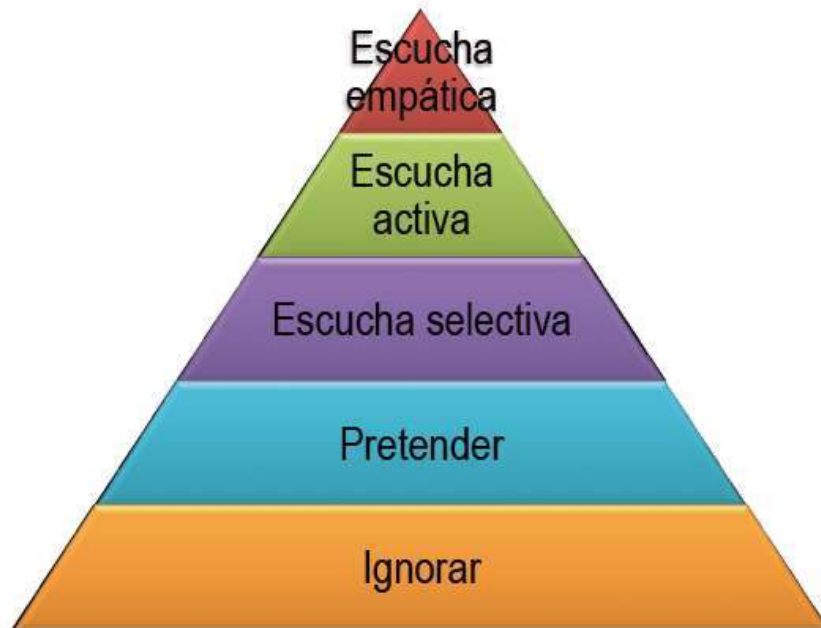 Escucha
empática
Escucha
activa
Escucha selectiva
Pretender
Ignorar